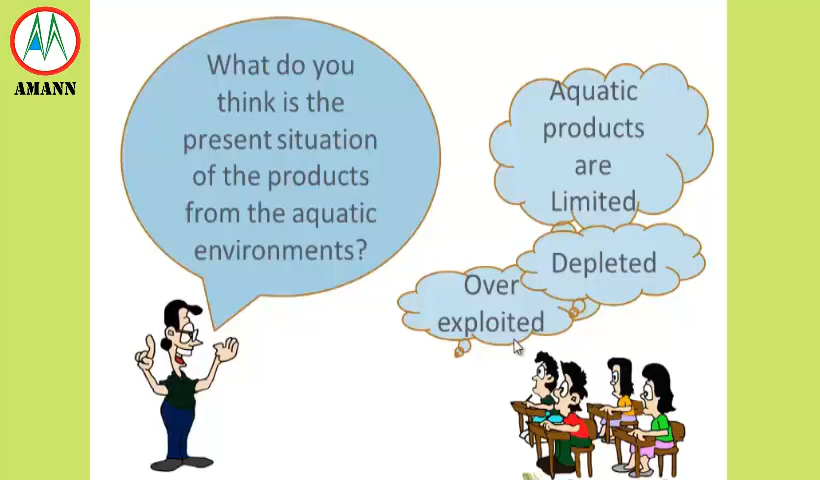 AMANN
What do you
think is the
present situation
of the products
from the aquatic
environments?
Aquatic
products
are
Limited
Depleted
Over
exploited